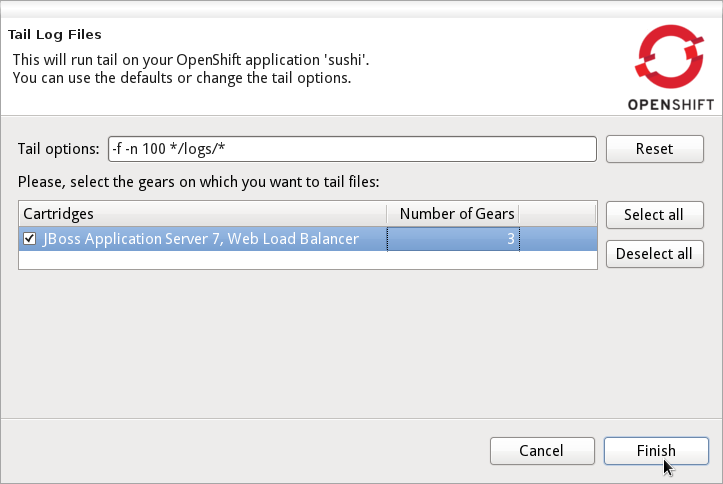 Tail Log Files
This will run tail on your OpenShift application 'sushi'.
You can use the defaults or change the tail options.
OPENSHIFT
Tail options: -f -n 100 */logs/* Reset
Please, select the gears on which you want to tail files:
Cartridges Number of Gears Select all
JBoss Application Server 7, Web Load Balancer 3
Deselect all
Cancel Finish